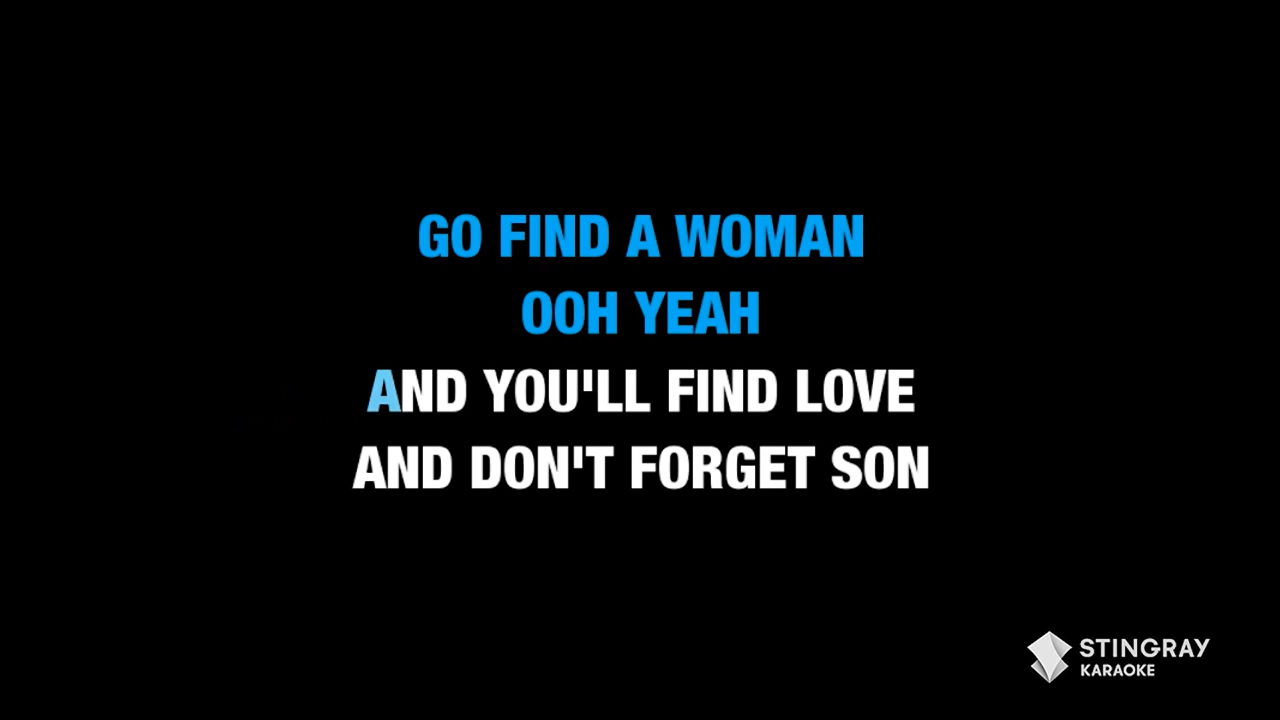 GO FIND A WOMAN
OOH YEAH
AND YOU'LL FIND LOVE
AND DON'T FORGET SON
STINGRAY
KARAOKE